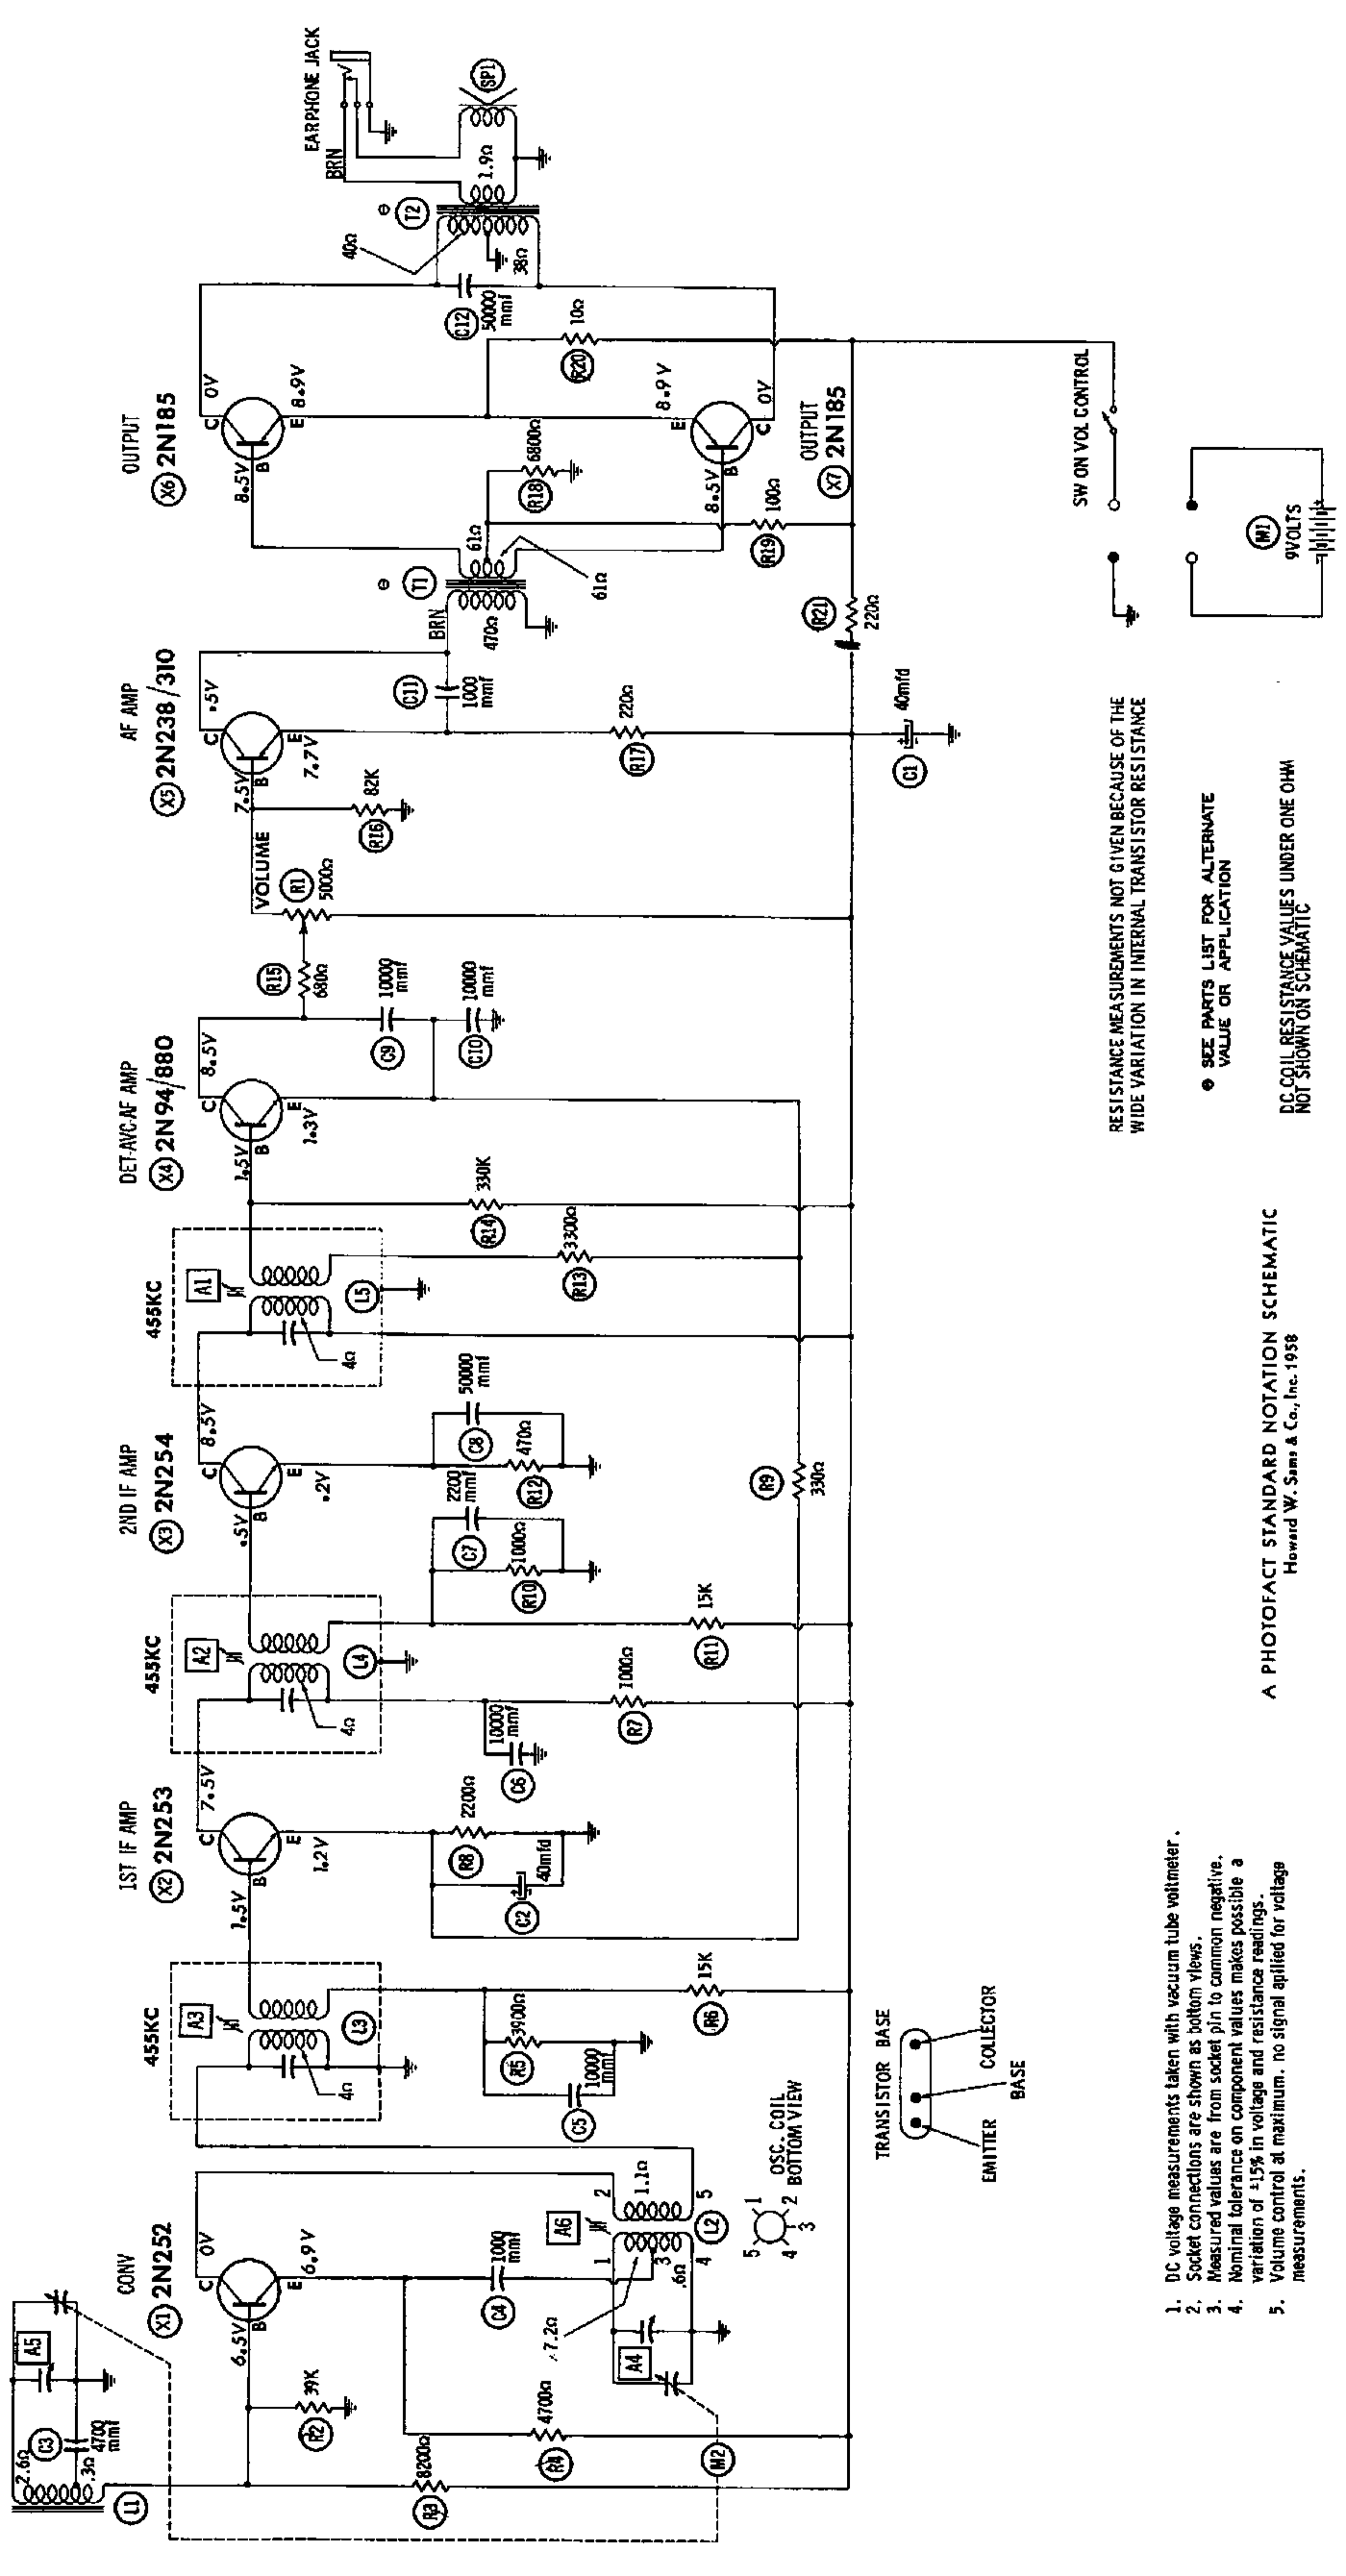 CONV
X1 2N252
1ST IF AMP
X2 2N253
2ND IF AMP
X3 2N254
DET-AVC-AF AMP
X4 2N94/880
AF AMP
X5 2N238/310
OUTPUT
X6 2N185
OUTPUT
X7 2N185
A5
C3
4700
mmf
2.6Ω
.3Ω
L1
0V
C
6.5V
B
E
6.9V
R2
39K
R3
8200Ω
R4
4700Ω
C4
1000
mmf
7.2Ω
A4
M2
A6
1
2
3
4
5
1.1Ω
.6Ω
L2
OSC. COIL
BOTTOM VIEW
5
1
2
3
4
455KC
A3
4Ω
L3
R5
3900Ω
C5
10000
mmf
R6
15K
1.5V
B
C
7.5V
E
1.2V
R8
2200Ω
C2
40mfd
455KC
A2
4Ω
L4
C6
10000
mmf
R7
1000Ω
R10
1000Ω
C7
2200
mmf
R11
15K
.5V
B
C
8.5V
E
.2V
C8
50000
mmf
R12
470Ω
R9
330Ω
455KC
A1
4Ω
L5
R13
3300Ω
R14
330K
1.5V
B
C
8.5V
E
1.3V
C9
10000
mmf
C10
10000
mmf
R15
680Ω
VOLUME
R1
5000Ω
R16
82K
7.5V
B
C
.5V
E
7.7V
C11
1000
mmf
R17
220Ω
C1
40mfd
R21
220Ω
BRN
T1
470Ω
61Ω
61Ω
R18
6800Ω
R19
100Ω
8.5V
B
C
0V
E
8.9V
8.5V
B
E
8.9V
C
0V
R20
10Ω
C12
50000
mmf
40Ω
38Ω
T2
1.9Ω
BRN
EARPHONE JACK
SP1
SW ON VOL CONTROL
M1
9VOLTS
TRANSISTOR BASE
EMITTER
BASE
COLLECTOR
1. DC voltage measurements taken with vacuum tube voltmeter.
2. Socket connections are shown as bottom views.
3. Measured values are from socket pin to common negative.
4. Nominal tolerance on component values makes possible a
variation of ±15% in voltage and resistance readings.
5. Volume control at maximum. no signal apllied for voltage
measurements.
A PHOTOFACT STANDARD NOTATION SCHEMATIC
Howard W. Sams & Co., Inc. 1958
RESISTANCE MEASUREMENTS NOT GIVEN BECAUSE OF THE
WIDE VARIATION IN INTERNAL TRANSISTOR RESISTANCE
SEE PARTS LIST FOR ALTERNATE
VALUE OR APPLICATION
DC COIL RESISTANCE VALUES UNDER ONE OHM
NOT SHOWN ON SCHEMATIC